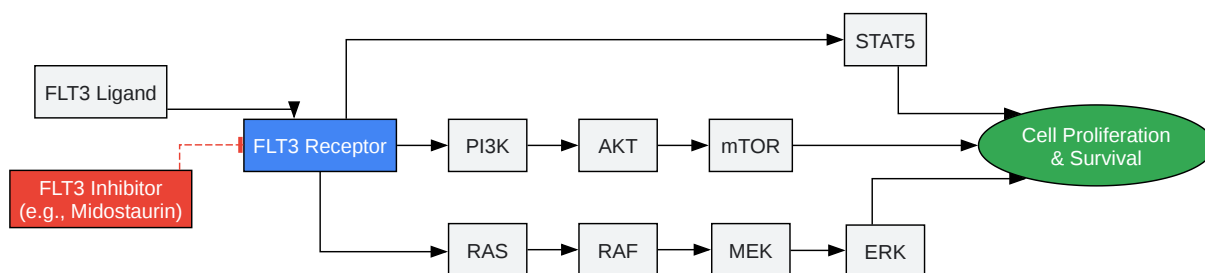 STAT5
FLT3 Ligand
FLT3 Receptor
PI3K
AKT
mTOR
Cell Proliferation
& Survival
FLT3 Inhibitor
(e.g., Midostaurin)
RAS
RAF
MEK
ERK